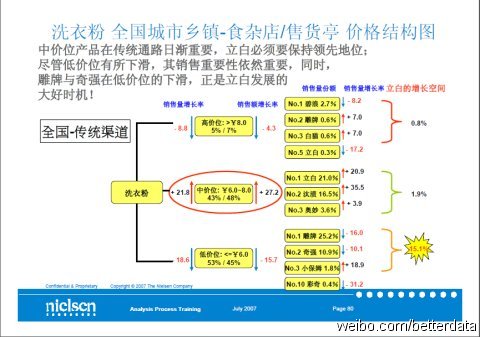 洗衣粉 全国城市乡镇-食杂店/售货亭 价格结构图
中价位产品在传统通路日渐重要，立白必须要保持领先地位；
尽管低价位有所下滑，其销售重要性依然重要，同时，
雕牌与奇强在低价位的下滑，正是立白发展的
大好时机！
销售量份额 销售量增长率 立白的增长空间
销售量增长率 销售额增长率
全国-传统渠道
No.1 碧浪 2.7% - 8.2
No.2 雕牌 0.6% + 7.0
No.3 白猫 0.6% + 7.0
No.5 立白 0.3% -17.2
0.8%
- 8.8 高价位: >￥8.0 - 4.3
5% / 7%
洗衣粉
+ 21.8 中价位: ￥6.0~8.0 + 27.2
43% / 48%
No.1 立白 21.0% + 20.9
No.2 汰渍 16.5% + 35.5
No.3 奥妙 3.6% + 3.9
1.9%
- 18.6 低价位: <=￥6.0 - 15.7
53% / 45%
No.1 雕牌 25.2% - 16.0
No.2 奇强 10.9% - 10.1
No.3 小保姆 1.8% + 18.9
No.10 彩奇 0.4% - 31.2
15.1%
Confidential & Proprietary Copyright © 2007 The Nielsen Company
nielsen
Analysis Process Training July 2007 Page 80
weibo.com/betterdata